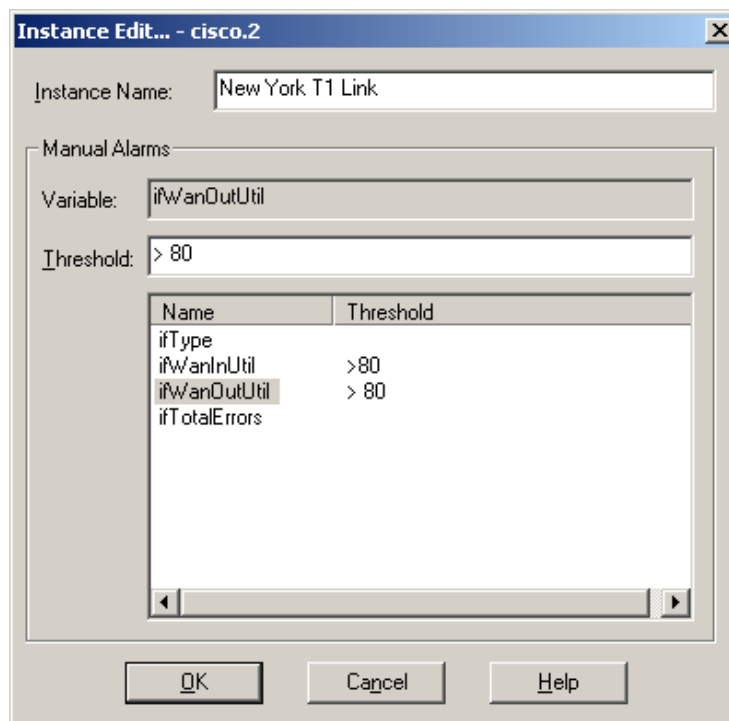 Instance Edit... - cisco.2
Instance Name: New York T1 Link
Manual Alarms
Variable: ifWanOutUtil
Threshold: > 80
Name Threshold
ifType
ifWanInUtil >80
ifWanOutUtil > 80
ifTotalErrors
OK Cancel Help